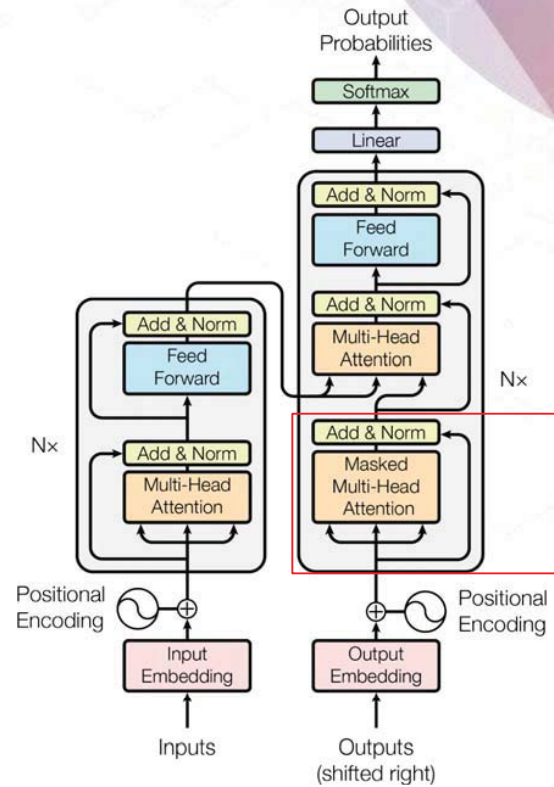 Output
Probabilities
Softmax
Linear
Add & Norm
Feed
Forward
Add & Norm
Multi-Head
Attention
Nx
Add & Norm
Masked
Multi-Head
Attention
Positional
Encoding
Output
Embedding
Outputs
(shifted right)
Add & Norm
Feed
Forward
Nx
Add & Norm
Multi-Head
Attention
Positional
Encoding
Input
Embedding
Inputs